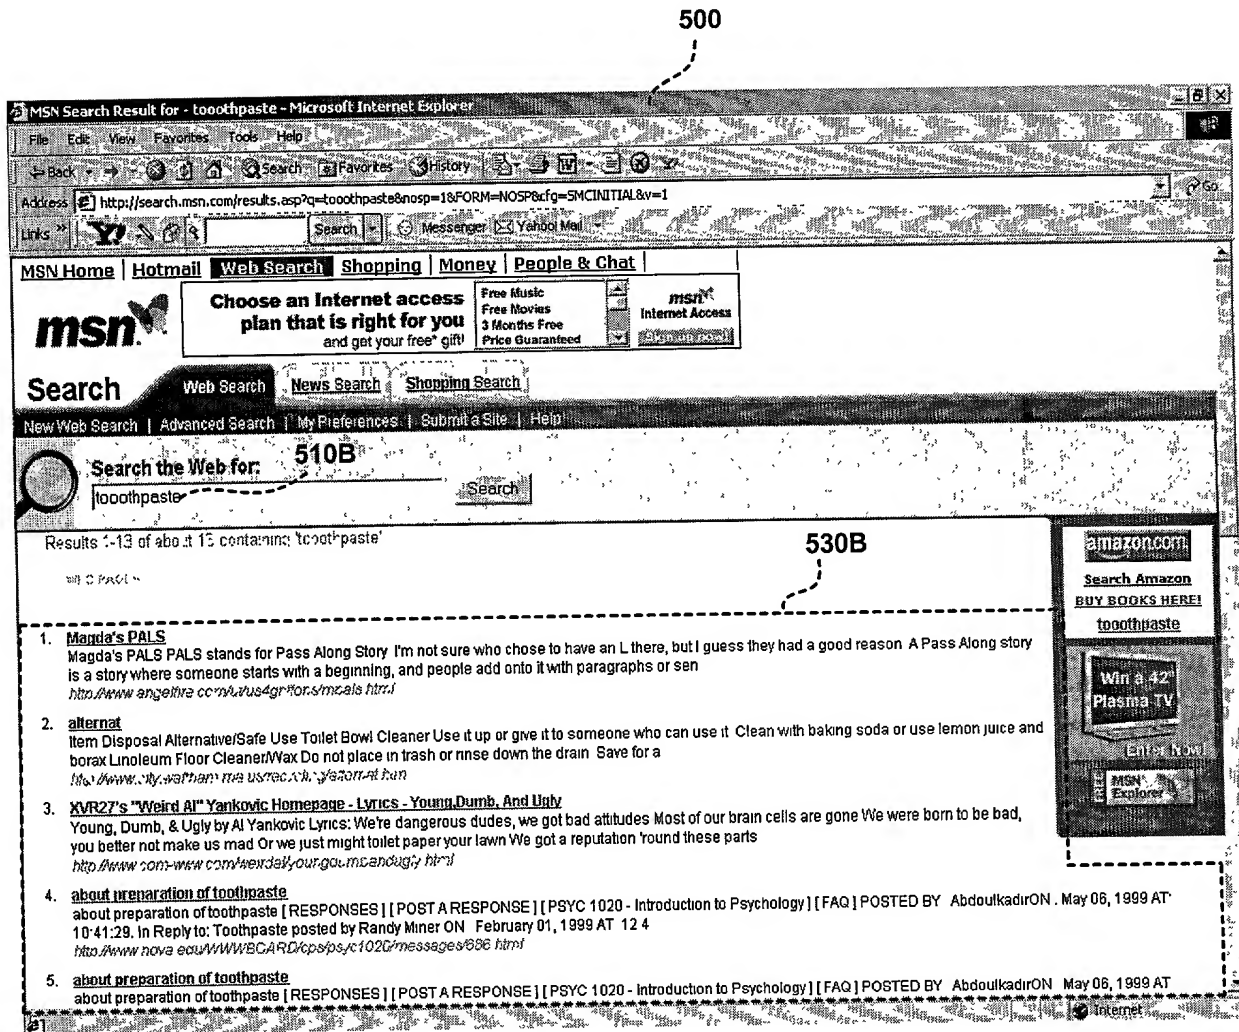 500
MSN Search Result for - tooothpaste - Microsoft Internet Explorer
File Edit View Favorites Tools Help
Back Search Favorites History
Address http://search.msn.com/results.asp?q=tooothpaste&nosp=1&FORM=NOSP&cfg=SMCINITIAL&v=1 Go
Links » Y! Search Messenger Yahoo! Mail
MSN Home | Hotmail Web Search Shopping | Money | People & Chat |
msn
Choose an Internet access
plan that is right for you
and get your free* gift!
Free Music
Free Movies
3 Months Free
Price Guaranteed
msn
Internet Access
Sign up now!
Search Web Search News Search Shopping Search
New Web Search | Advanced Search | My Preferences | Submit a Site | Help
Search the Web for: 510B
tooothpaste Search
Results 1-13 of about 13 containing 'tooothpaste'
530B
1. Magda's PALS
Magda's PALS PALS stands for Pass Along Story I'm not sure who chose to have an L there, but I guess they had a good reason A Pass Along story
is a story where someone starts with a beginning, and people add onto it with paragraphs or sen
2. alternat
Item Disposal Alternative/Safe Use Toilet Bowl Cleaner Use it up or give it to someone who can use it Clean with baking soda or use lemon juice and
borax Linoleum Floor Cleaner/Wax Do not place in trash or rinse down the drain Save for a
3. XVR27's "Weird Al" Yankovic Homepage - Lyrics - Young,Dumb, And Ugly
Young, Dumb, & Ugly by Al Yankovic Lyrics: We're dangerous dudes, we got bad attitudes Most of our brain cells are gone We were born to be bad,
you better not make us mad Or we just might toilet paper your lawn We got a reputation 'round these parts
4. about preparation of toothpaste
about preparation of toothpaste [ RESPONSES ] [ POST A RESPONSE ] [ PSYC 1020 - Introduction to Psychology ] [ FAQ ] POSTED BY AbdoulkadirON . May 06, 1999 AT
10:41:29. In Reply to: Toothpaste posted by Randy Miner ON February 01, 1999 AT 12 4
5. about preparation of toothpaste
about preparation of toothpaste [ RESPONSES ] [ POST A RESPONSE ] [ PSYC 1020 - Introduction to Psychology ] [ FAQ ] POSTED BY AbdoulkadirON May 06, 1999 AT
amazon.com
Search Amazon
BUY BOOKS HERE!
tooothpaste
Win a 42"
Plasma TV
Enter Now!
FREE MSN
Explorer
Internet